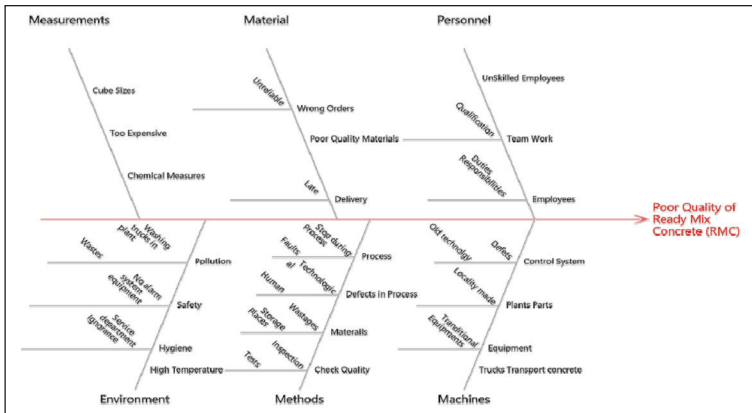 Measurements
Material
Personnel
Cube Sizes
Too Expensive
Chemical Measures
Unreliable
Wrong Orders
Poor Quality Materials
Late
Delivery
UnSkilled Employees
Qualification
Team Work
Duties
Responsibilities
Employees
Poor Quality of
Ready Mix
Concrete (RMC)
Washing
trucks in
plant
Wastes
Pollution
No alarm
system
equipment
Safety
Service
department
Ignorance
Hygiene
High Temperature
Stop during
Process
Faults
Process
Technologic
al
Human
Defects in Process
Wastages
Storage
places
Materails
Inspection
Tests
Check Quality
Defets
Old technology
Control System
Locality made
Plants Parts
Tranditional
Equipments
Equipment
Trucks Transport concrete
Environment
Methods
Machines